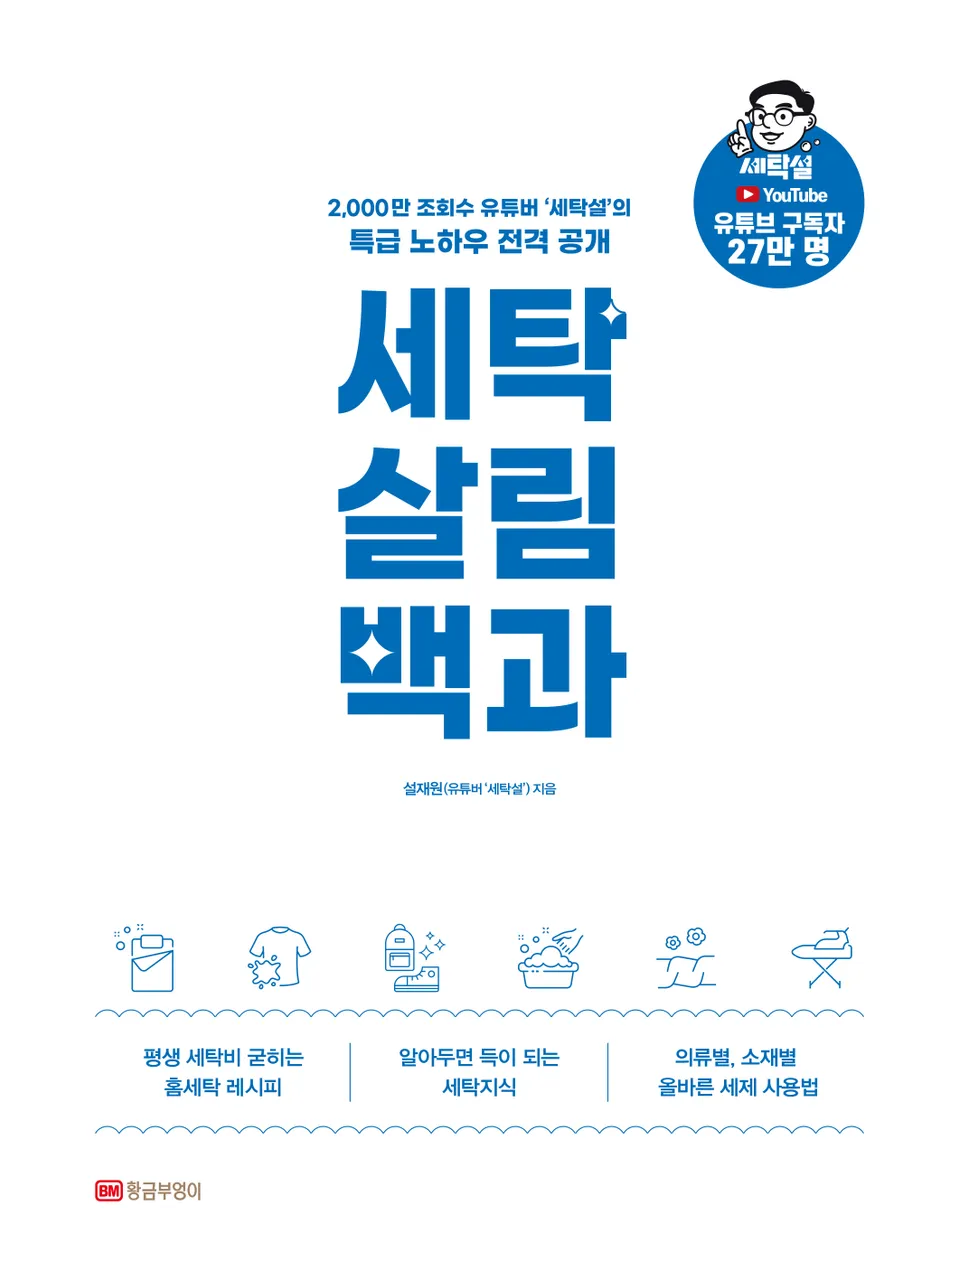 세탁설
YouTube
유튜브 구독자
27만 명
2,000만 조회수 유튜버 ‘세탁설’의
특급 노하우 전격 공개
세탁
살림
백과
설재원(유튜버 ‘세탁설’) 지음
평생 세탁비 굳히는
홈세탁 레시피
알아두면 득이 되는
세탁지식
의류별, 소재별
올바른 세제 사용법
BM 황금부엉이